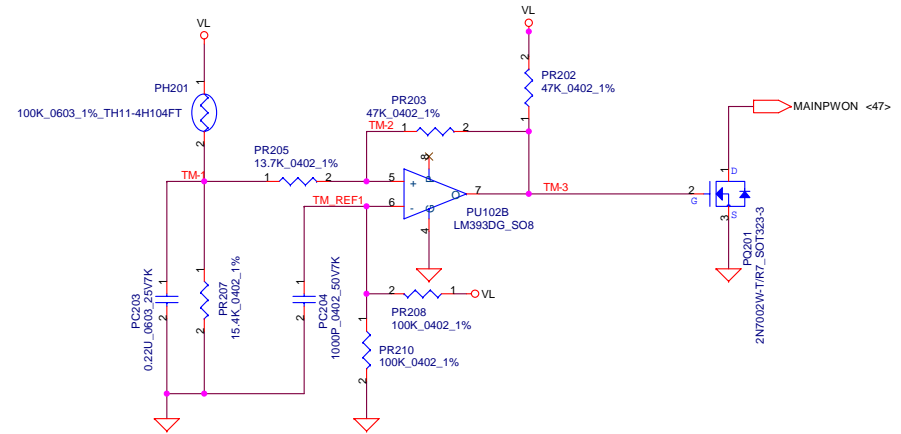 VL
VL
PH201
100K_0603_1%_TH11-4H104FT
1
2
2
1
PR202
47K_0402_1%
PR203
47K_0402_1%
TM-2
1
2
MAINPWON <47>
PR205
13.7K_0402_1%
TM-1
1
2
5
6
+
-
8
P
G
4
O
7
PU102B
LM393DG_SO8
TM-3
TM_REF1
2
G
1
D
S
3
PQ201
2N7002W-T/R7_SOT323-3
1
2
PC203
0.22U_0603_25V7K
1
2
PR207
15.4K_0402_1%
1
2
PC204
1000P_0402_50V7K
2
1
VL
PR208
100K_0402_1%
1
2
PR210
100K_0402_1%